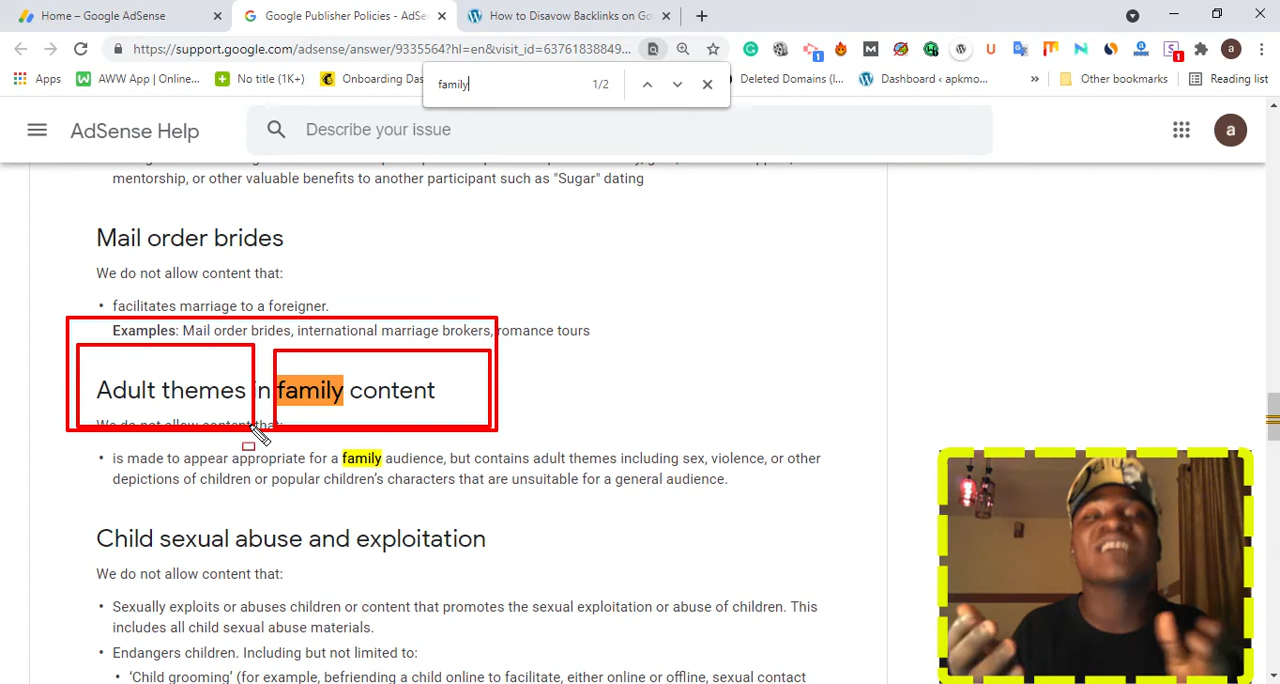 Home – Google AdSense
Google Publisher Policies - AdSe
How to Disavow Backlinks on Go
https://support.google.com/adsense/answer/9335564?hl=en&visit_id=63761838849...
1
1
a
Apps
AWW App | Online...
No title (1K+)
Onboarding Das
Deleted Domains (I...
Dashboard ‹ apkmo...
»
Other bookmarks
Reading list
family
1/2
AdSense Help
Describe your issue
a
mentorship, or other valuable benefits to another participant such as "Sugar" dating
Mail order brides
We do not allow content that:
• facilitates marriage to a foreigner.
Examples: Mail order brides, international marriage brokers, romance tours
Adult themes in family content
We do not allow content that:
• is made to appear appropriate for a family audience, but contains adult themes including sex, violence, or other
depictions of children or popular children's characters that are unsuitable for a general audience.
Child sexual abuse and exploitation
We do not allow content that:
• Sexually exploits or abuses children or content that promotes the sexual exploitation or abuse of children. This
includes all child sexual abuse materials.
• Endangers children. Including but not limited to:
• 'Child grooming' (for example, befriending a child online to facilitate, either online or offline, sexual contact